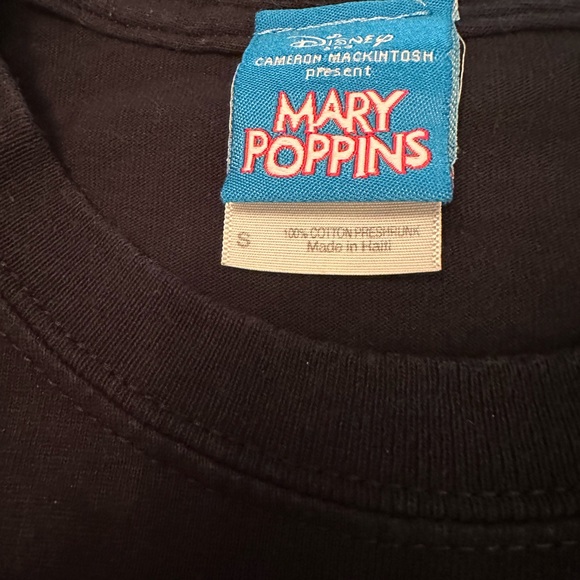 Disney
CAMERON MACKINTOSH
present
MARY
POPPINS
S
100% COTTON PRESHRUNK
Made in Haiti